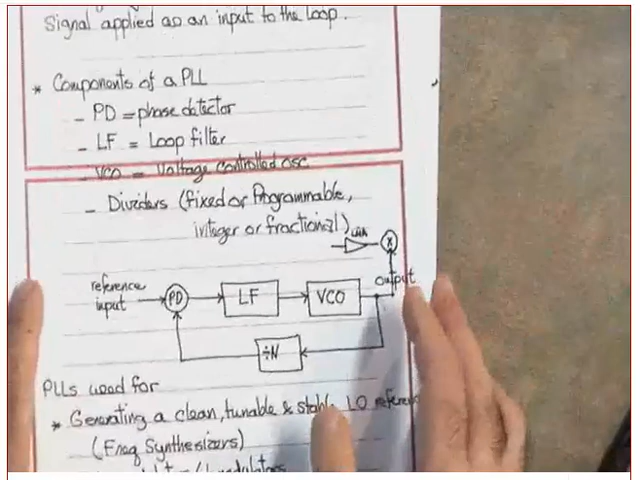 Signal applied as an input to the loop.
* Components of a PLL
- PD = phase detector
- LF = Loop filter
- VCO = Voltage controlled osc
- Dividers (fixed or Programmable,
integer or fractional)
LNA
X
output
reference
input
PD
LF
VCO
÷N
PLLs used for
* Generating a clean, tunable & stable LO
(Freq Synthesizers)